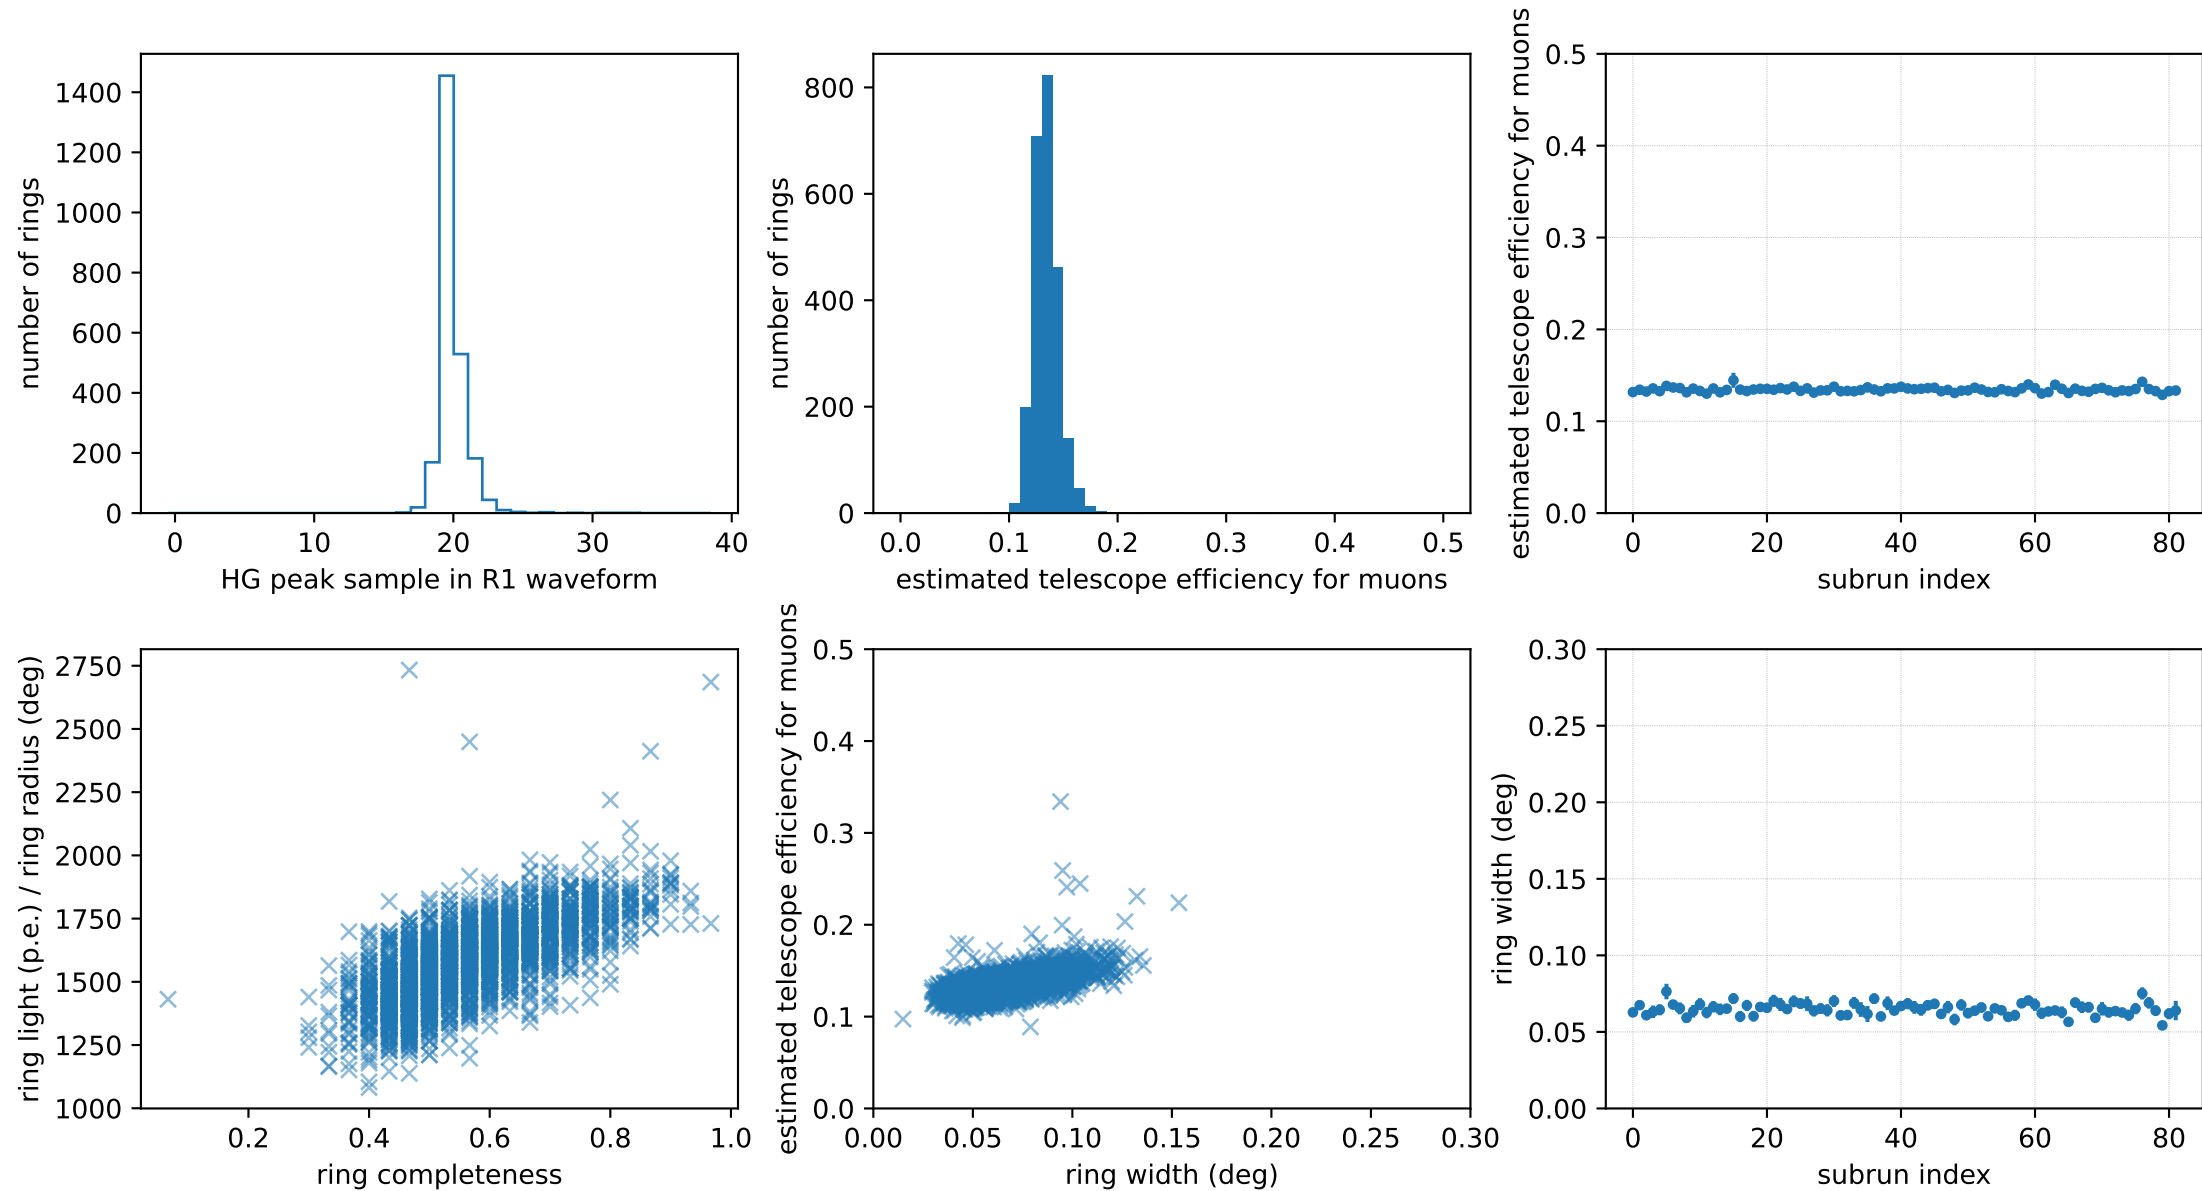 number of rings
0
200
400
600
800
1000
1200
1400
0 10 20 30 40
HG peak sample in R1 waveform
number of rings
0
200
400
600
800
0.0 0.1 0.2 0.3 0.4 0.5
estimated telescope efficiency for muons
estimated telescope efficiency for muons
0.5
0.4
0.3
0.2
0.1
0.0
0 20 40 60 80
subrun index
ring light (p.e.) / ring radius (deg)
2750
2500
2250
2000
1750
1500
1250
1000
0.2 0.4 0.6 0.8 1.0
ring completeness
estimated telescope efficiency for muons
0.5
0.4
0.3
0.2
0.1
0.0
0.00 0.05 0.10 0.15 0.20 0.25 0.30
ring width (deg)
ring width (deg)
0.30
0.25
0.20
0.15
0.10
0.05
0.00
0 20 40 60 80
subrun index